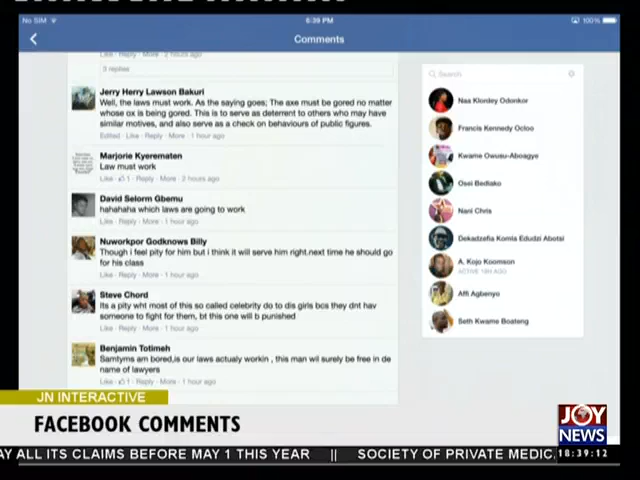 No SIM
6:39 PM
100%
Comments
Like · Reply · More · 2 hours ago
replies
Jerry Herry Lawson Bakuri
Well, the laws must work. As the saying goes; The axe must be gored no matter
whose ox is being gored. This is to serve as deterrent to others who may have
similar motives, and also serve as a check on behaviours of public figures.
Edited · Like · Reply · More · 1 hour ago
Marjorie Kyerematen
Law must work
Like · 1 · Reply · More · 2 hours ago
David Selorm Gbemu
hahahaha which laws are going to work
Like · Reply · More · 1 hour ago
Nuworkpor Godknows Billy
Though i feel pity for him but i think it will serve him right.next time he should go
for his class
Like · Reply · More · 1 hour ago
Steve Chord
Its a pity wht most of this so called celebrity do to dis girls bcs they dnt hav
someone to fight for them, bt this one will b punished
Like · Reply · More · 1 hour ago
Benjamin Totimeh
Samtyms am bored,is our laws actualy workin , this man wil surely be free in de
name of lawyers
Like · 1 · Reply · More · 1 hour ago
Search
Naa Klordey Odonkor
Francis Kennedy Ocloo
Kwame Owusu-Aboagye
Osei Bediako
Nani Chris
Dekadzefia Komla Edudzi Abotsi
A. Kojo Koomson
ACTIVE AGO
Affi Agbenyo
Seth Kwame Boateng
JN INTERACTIVE
FACEBOOK COMMENTS
JOY
NEWS
AY ALL ITS CLAIMS BEFORE MAY 1 THIS YEAR || SOCIETY OF PRIVATE MEDIC
18:39:12